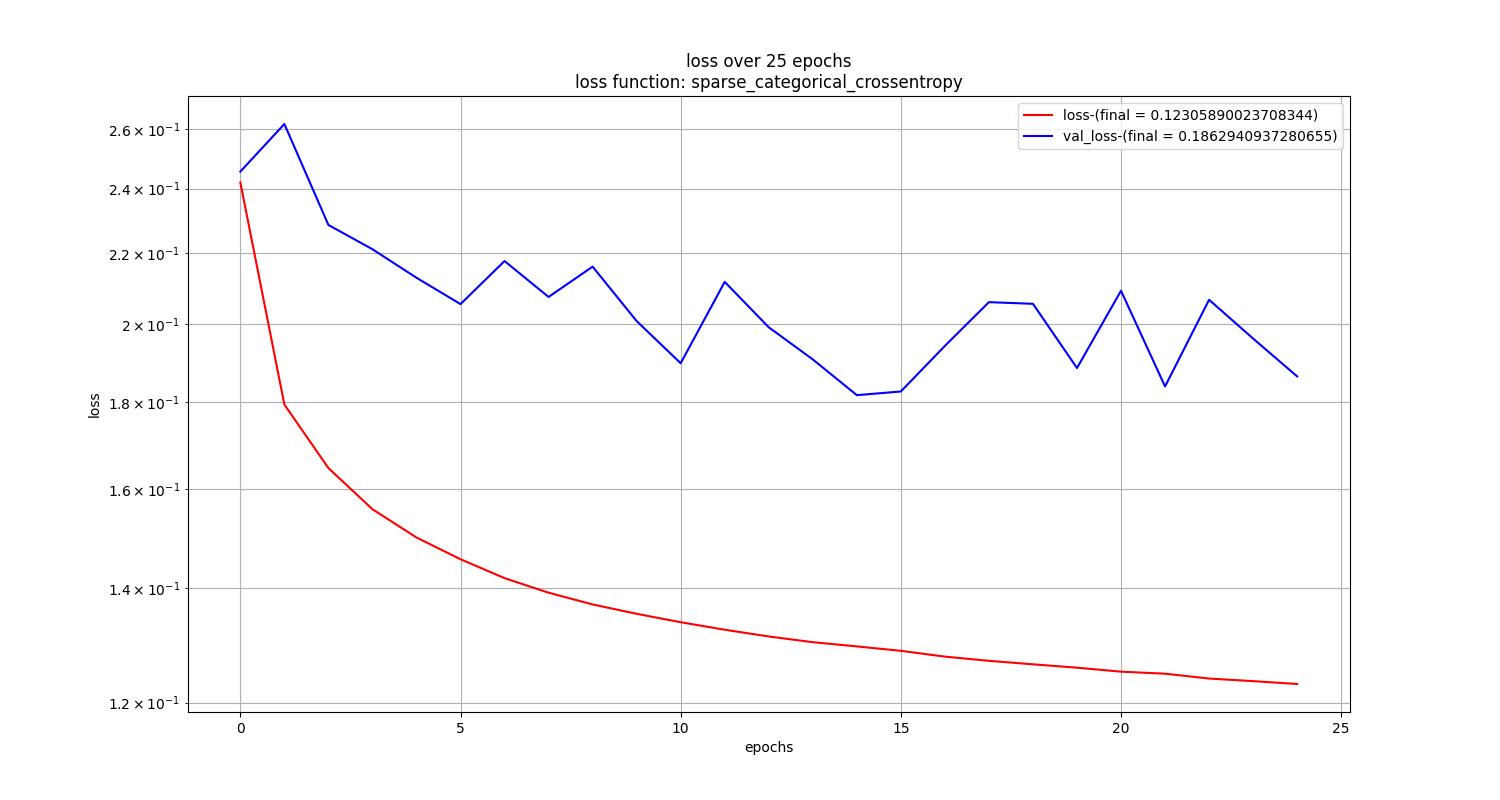 loss over 25 epochs
loss function: sparse_categorical_crossentropy
loss-(final = 0.12305890023708344)
val_loss-(final = 0.1862940937280655)
2.6 × 10⁻¹
2.4 × 10⁻¹
2.2 × 10⁻¹
2 × 10⁻¹
1.8 × 10⁻¹
1.6 × 10⁻¹
1.4 × 10⁻¹
1.2 × 10⁻¹
loss
0 5 10 15 20 25
epochs